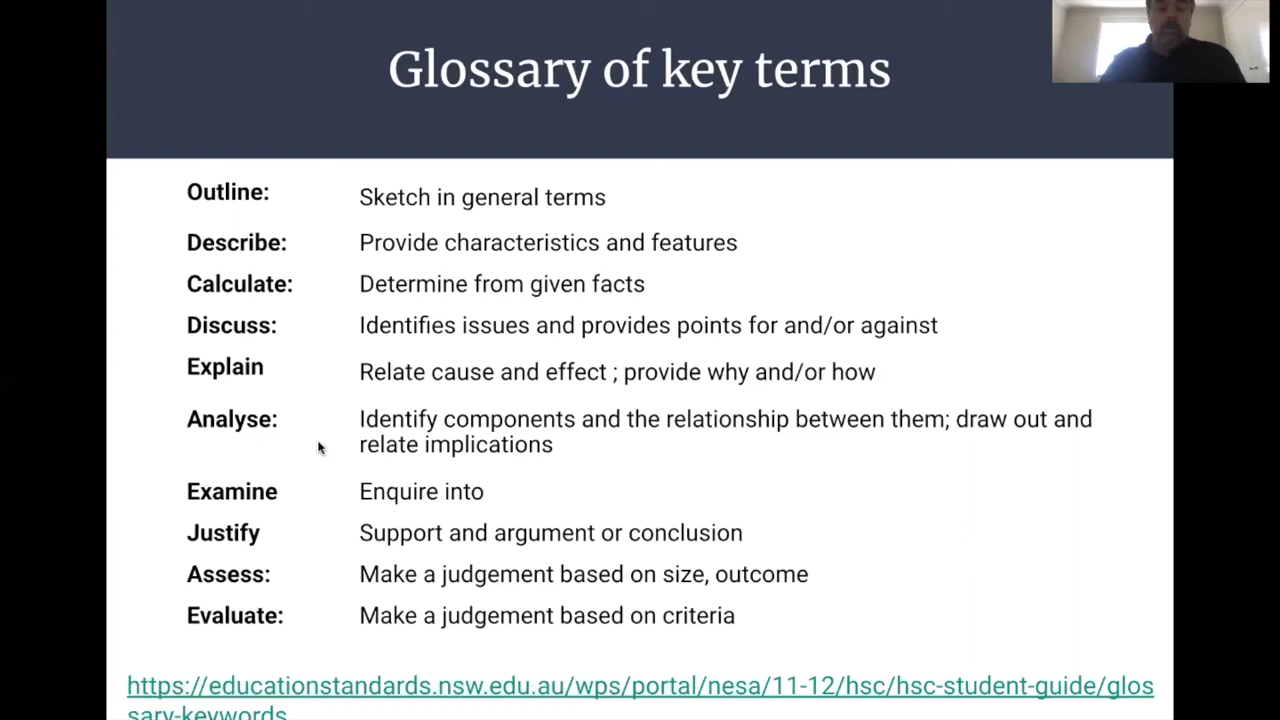 Glossary of key terms
Outline: Sketch in general terms
Describe: Provide characteristics and features
Calculate: Determine from given facts
Discuss: Identifies issues and provides points for and/or against
Explain Relate cause and effect ; provide why and/or how
Analyse: Identify components and the relationship between them; draw out and
relate implications
Examine Enquire into
Justify Support and argument or conclusion
Assess: Make a judgement based on size, outcome
Evaluate: Make a judgement based on criteria
https://educationstandards.nsw.edu.au/wps/portal/nesa/11-12/hsc/hsc-student-guide/glos
sary-keywords